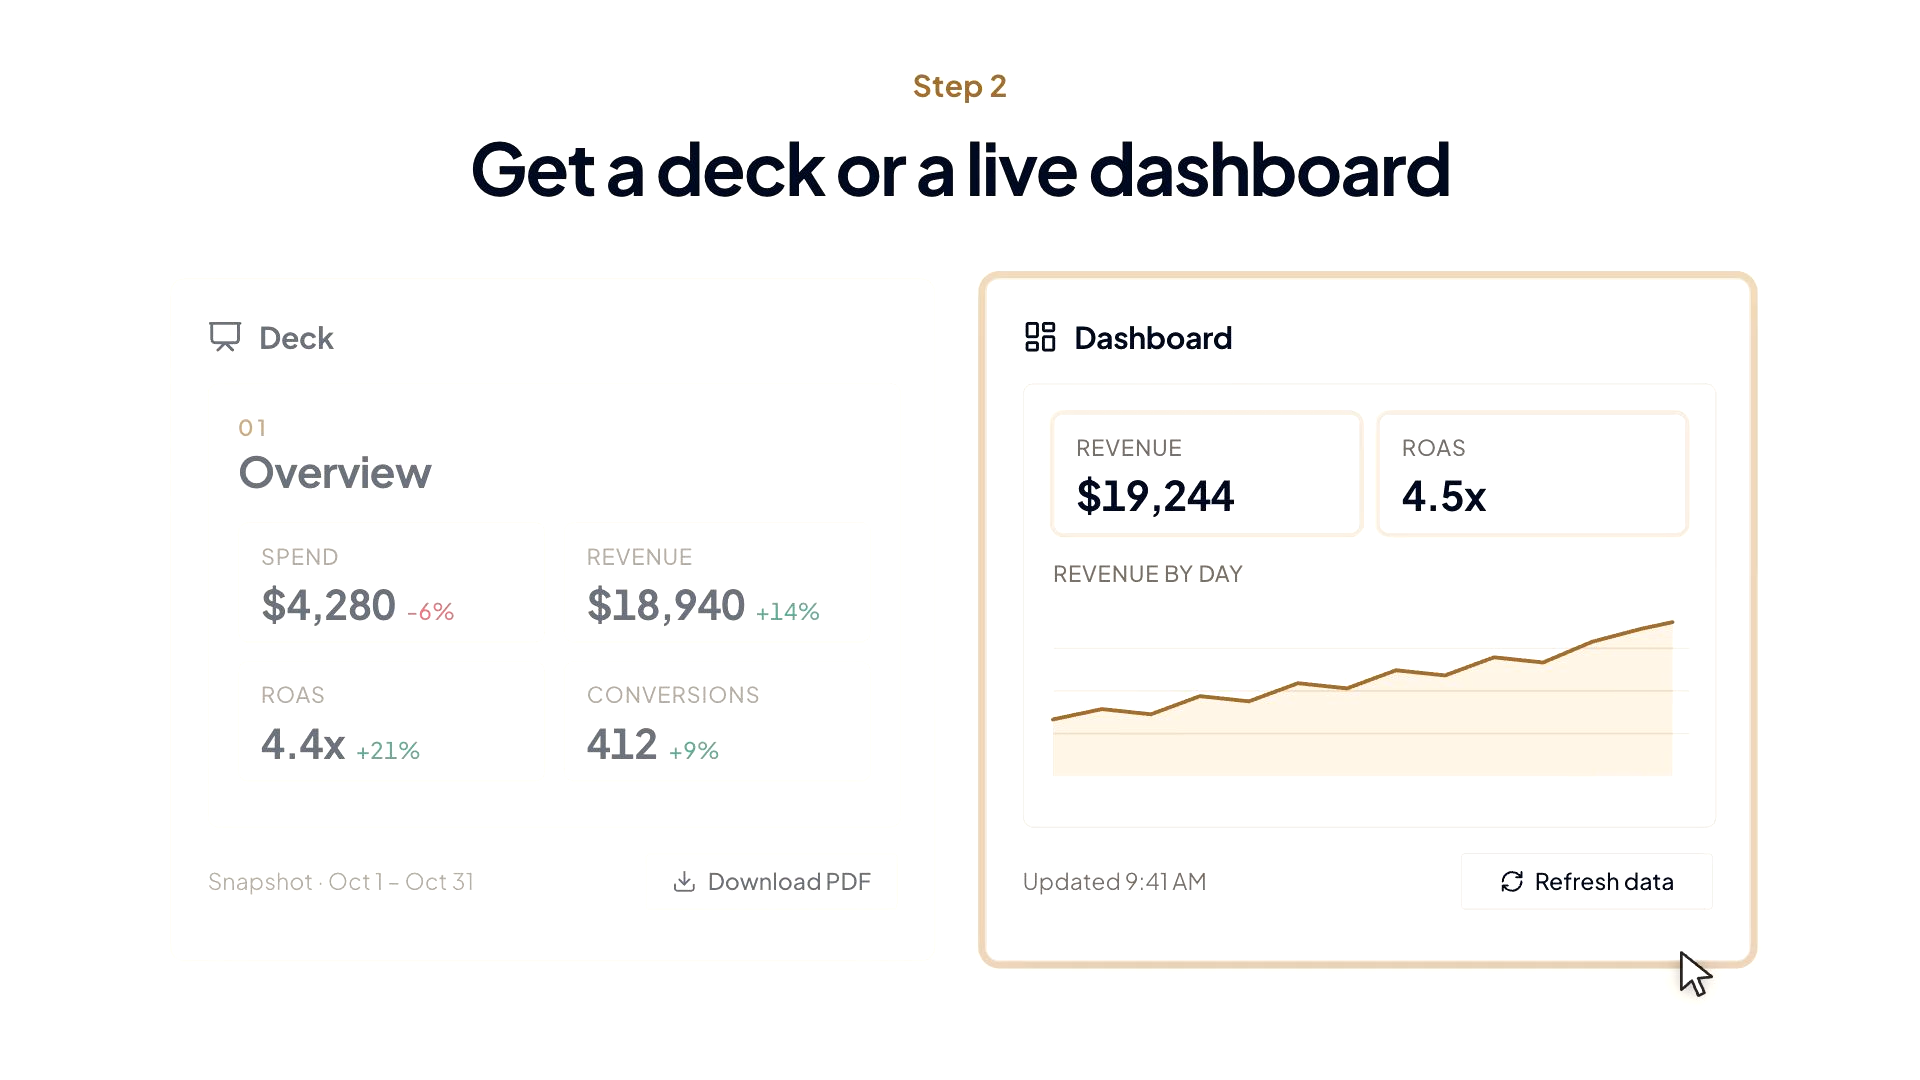 Step 2
Get a deck or a live dashboard
Deck
01
Overview
SPEND
$4,280 -6%
REVENUE
$18,940 +14%
ROAS
4.4x +21%
CONVERSIONS
412 +9%
Snapshot · Oct 1 – Oct 31
Download PDF
Dashboard
REVENUE
$19,244
ROAS
4.5x
REVENUE BY DAY
Updated 9:41 AM
Refresh data